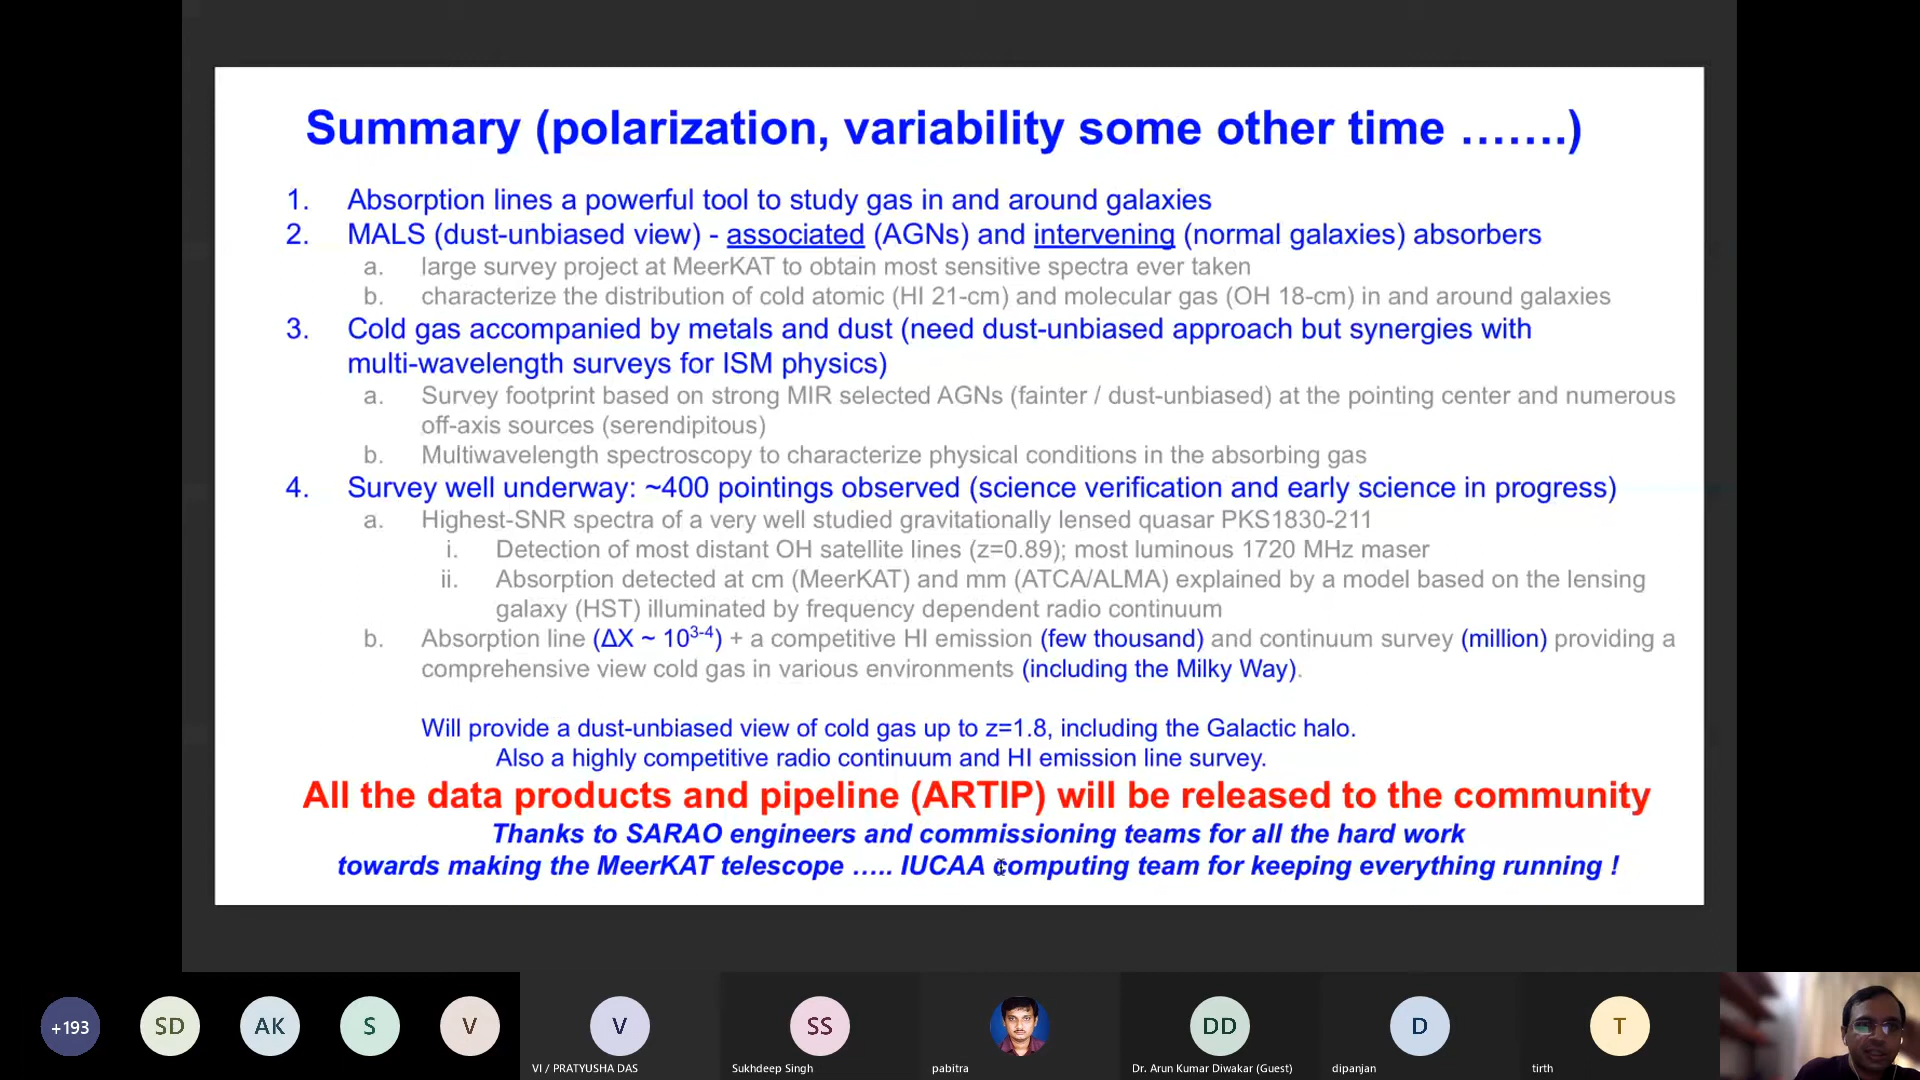 Summary (polarization, variability some other time …….)
1. Absorption lines a powerful tool to study gas in and around galaxies
2. MALS (dust-unbiased view) - associated (AGNs) and intervening (normal galaxies) absorbers
a. large survey project at MeerKAT to obtain most sensitive spectra ever taken
b. characterize the distribution of cold atomic (HI 21-cm) and molecular gas (OH 18-cm) in and around galaxies
3. Cold gas accompanied by metals and dust (need dust-unbiased approach but synergies with
multi-wavelength surveys for ISM physics)
a. Survey footprint based on strong MIR selected AGNs (fainter / dust-unbiased) at the pointing center and numerous
off-axis sources (serendipitous)
b. Multiwavelength spectroscopy to characterize physical conditions in the absorbing gas
4. Survey well underway: ~400 pointings observed (science verification and early science in progress)
a. Highest-SNR spectra of a very well studied gravitationally lensed quasar PKS1830-211
i. Detection of most distant OH satellite lines (z=0.89); most luminous 1720 MHz maser
ii. Absorption detected at cm (MeerKAT) and mm (ATCA/ALMA) explained by a model based on the lensing
galaxy (HST) illuminated by frequency dependent radio continuum
b. Absorption line (ΔX ~ 10³⁻⁴) + a competitive HI emission (few thousand) and continuum survey (million) providing a
comprehensive view cold gas in various environments (including the Milky Way).
Will provide a dust-unbiased view of cold gas up to z=1.8, including the Galactic halo.
Also a highly competitive radio continuum and HI emission line survey.
All the data products and pipeline (ARTIP) will be released to the community
Thanks to SARAO engineers and commissioning teams for all the hard work
towards making the MeerKAT telescope ….. IUCAA computing team for keeping everything running !
+193 SD AK S V V SS DD D T
VI / PRATYUSHA DAS Sukhdeep Singh pabitra Dr. Arun Kumar Diwakar (Guest) dipanjan tirth